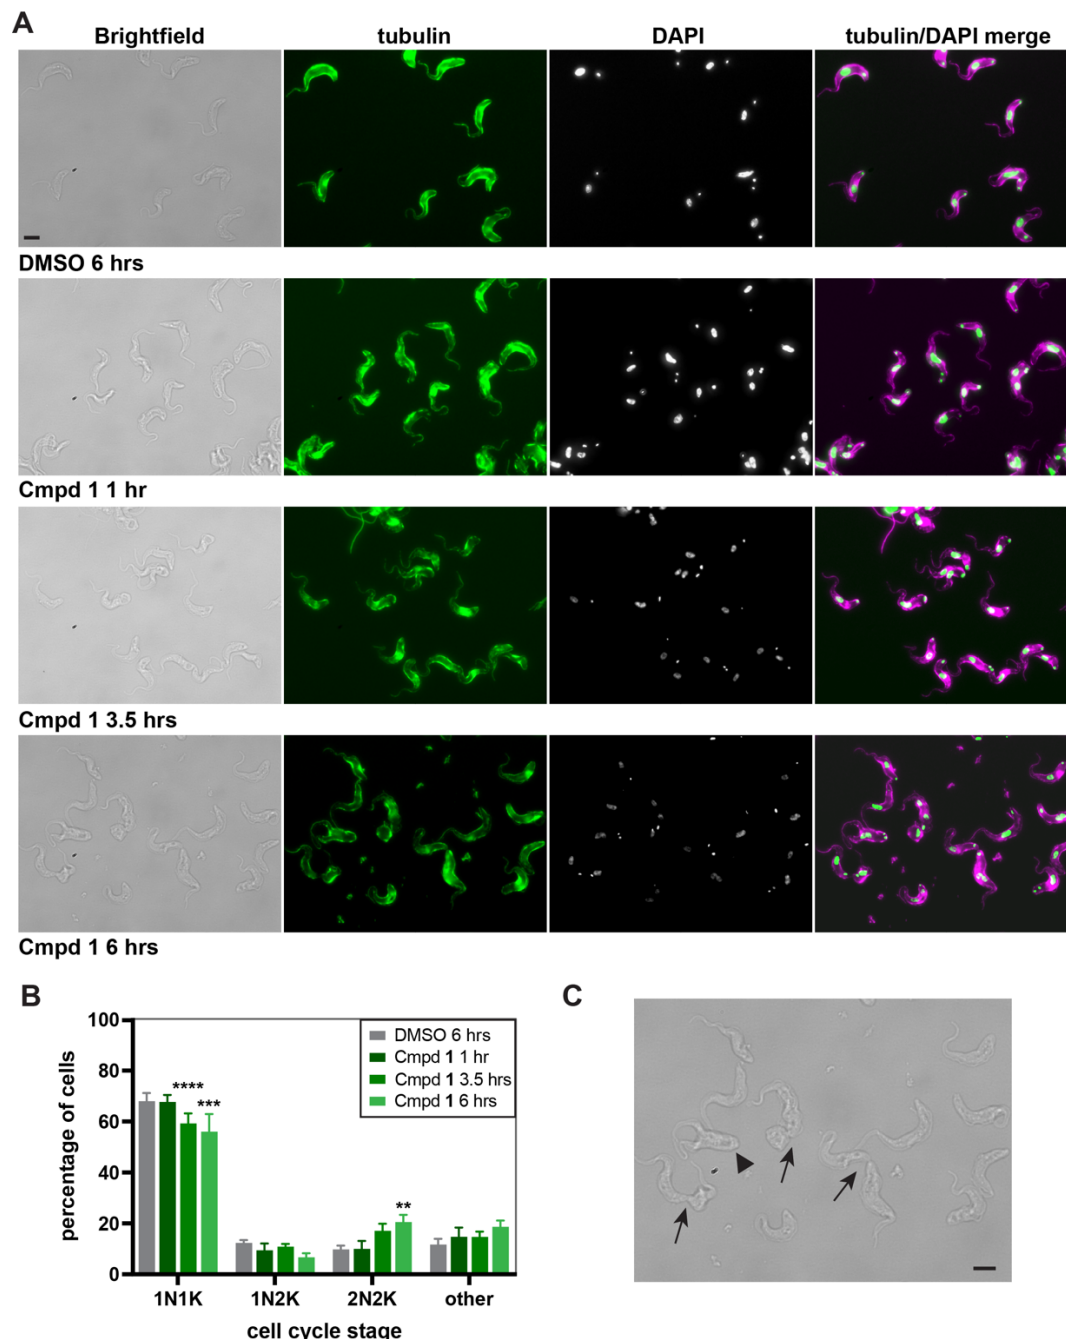 A
Brightfield tubulin DAPI tubulin/DAPI merge
DMSO 6 hrs
Cmpd 1 1 hr
Cmpd 1 3.5 hrs
Cmpd 1 6 hrs
B
C
percentage of cells
100
80
60
40
20
0
DMSO 6 hrs
Cmpd 1 1 hr
Cmpd 1 3.5 hrs
Cmpd 1 6 hrs
****
***
**
1N1K 1N2K 2N2K other
cell cycle stage